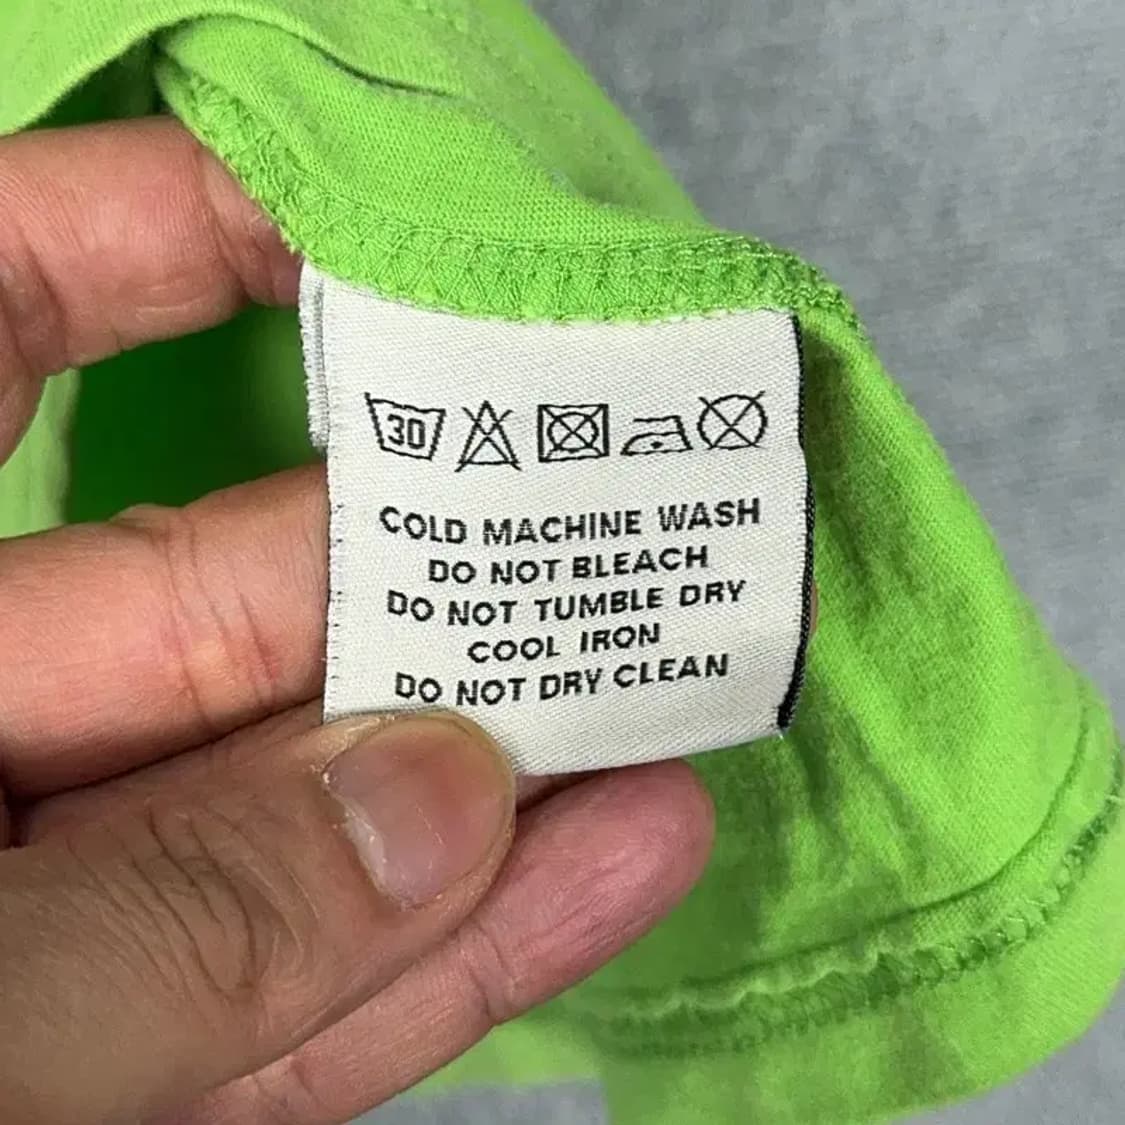 30
COLD MACHINE WASH
DO NOT BLEACH
DO NOT TUMBLE DRY
COOL IRON
DO NOT DRY CLEAN